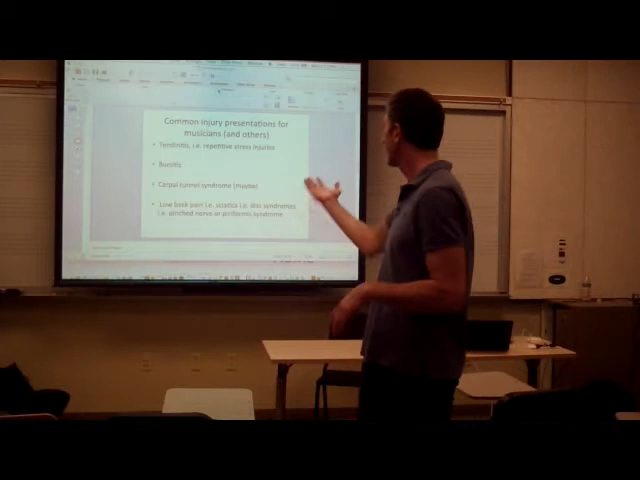 Common injury presentations for
musicians (and others)
• Tendinitis, i.e. repetitive stress injuries
• Bursitis
• Carpal tunnel syndrome (maybe)
• Low back pain i.e. sciatica i.e. disc syndromes
i.e. pinched nerve or piriformis syndrome